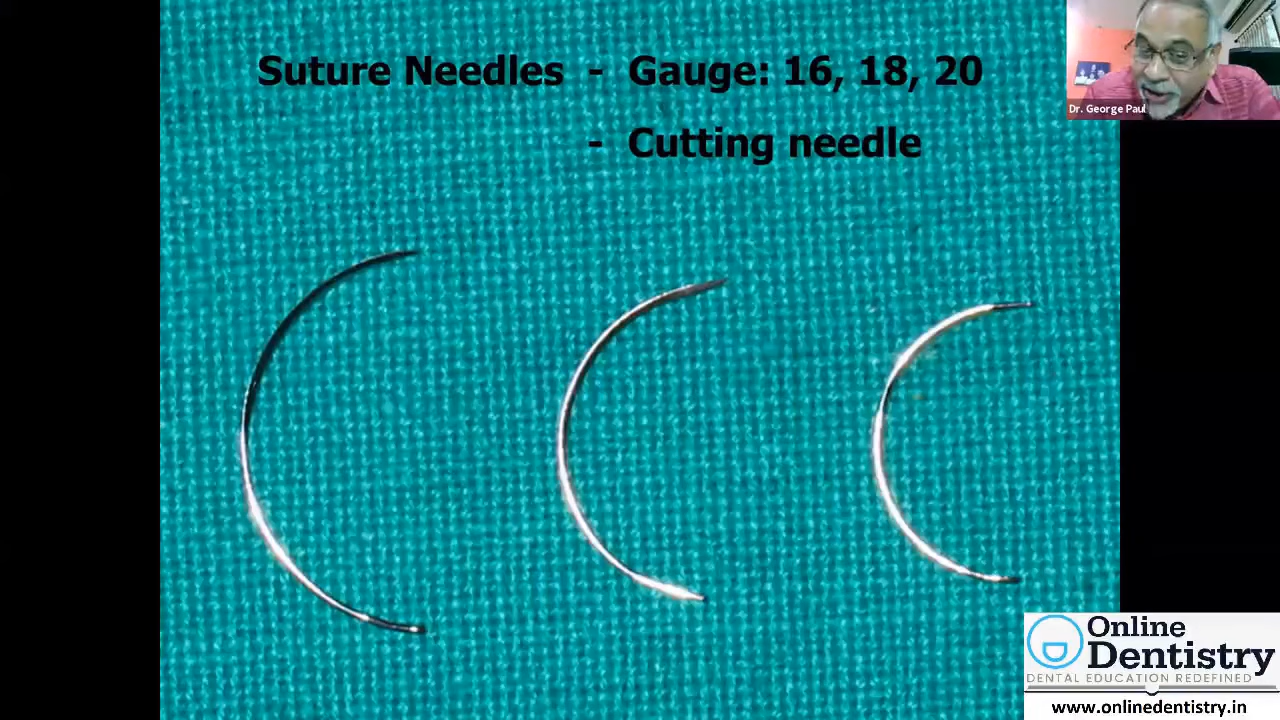 Suture Needles - Gauge: 16, 18, 20
- Cutting needle
Dr. George Paul
Online
Dentistry
DENTAL EDUCATION REDEFINED
www.onlinedentistry.in